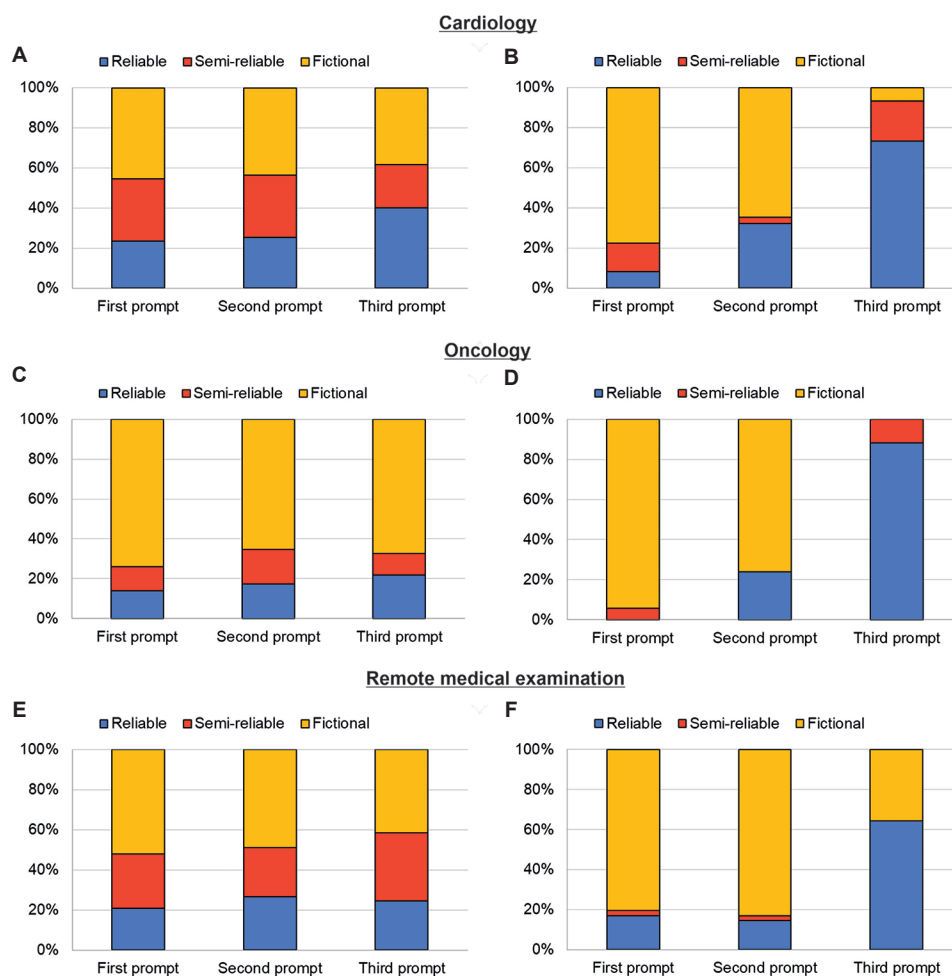 Cardiology
A
Reliable Semi-reliable Fictional
100%
80%
60%
40%
20%
0%
First prompt Second prompt Third prompt
B
Reliable Semi-reliable Fictional
100%
80%
60%
40%
20%
0%
First prompt Second prompt Third prompt
Oncology
C
Reliable Semi-reliable Fictional
100%
80%
60%
40%
20%
0%
First prompt Second prompt Third prompt
D
Reliable Semi-reliable Fictional
100%
80%
60%
40%
20%
0%
First prompt Second prompt Third prompt
Remote medical examination
E
Reliable Semi-reliable Fictional
100%
80%
60%
40%
20%
0%
First prompt Second prompt Third prompt
F
Reliable Semi-reliable Fictional
100%
80%
60%
40%
20%
0%
First prompt Second prompt Third prompt